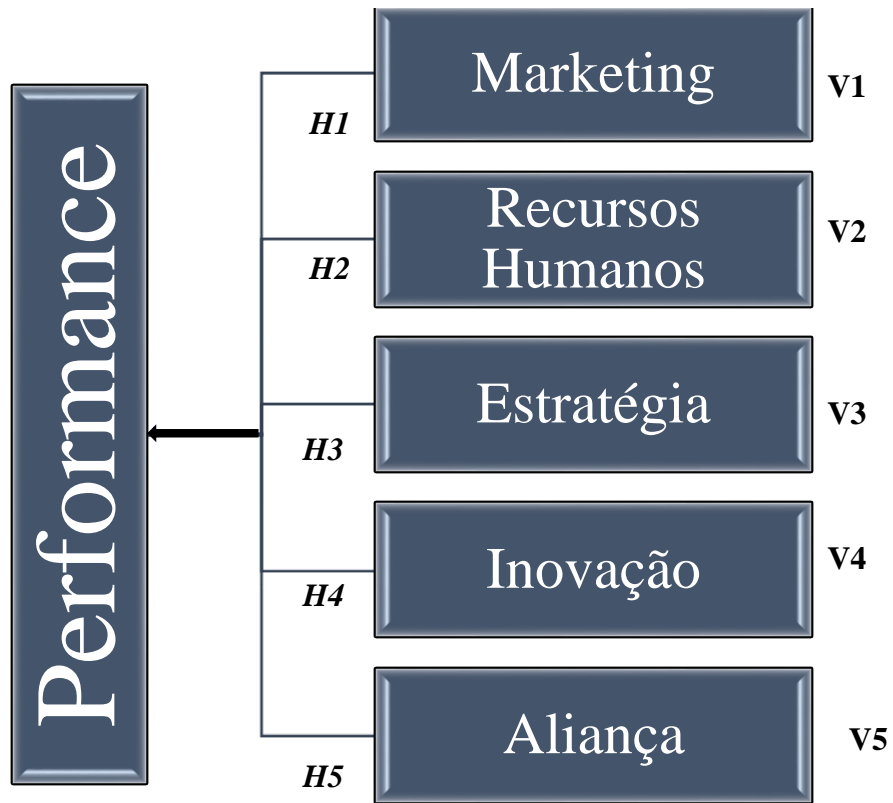 Performance
Marketing
V1
H1
Recursos
Humanos
V2
H2
Estratégia
V3
H3
Inovação
V4
H4
Aliança
V5
H5